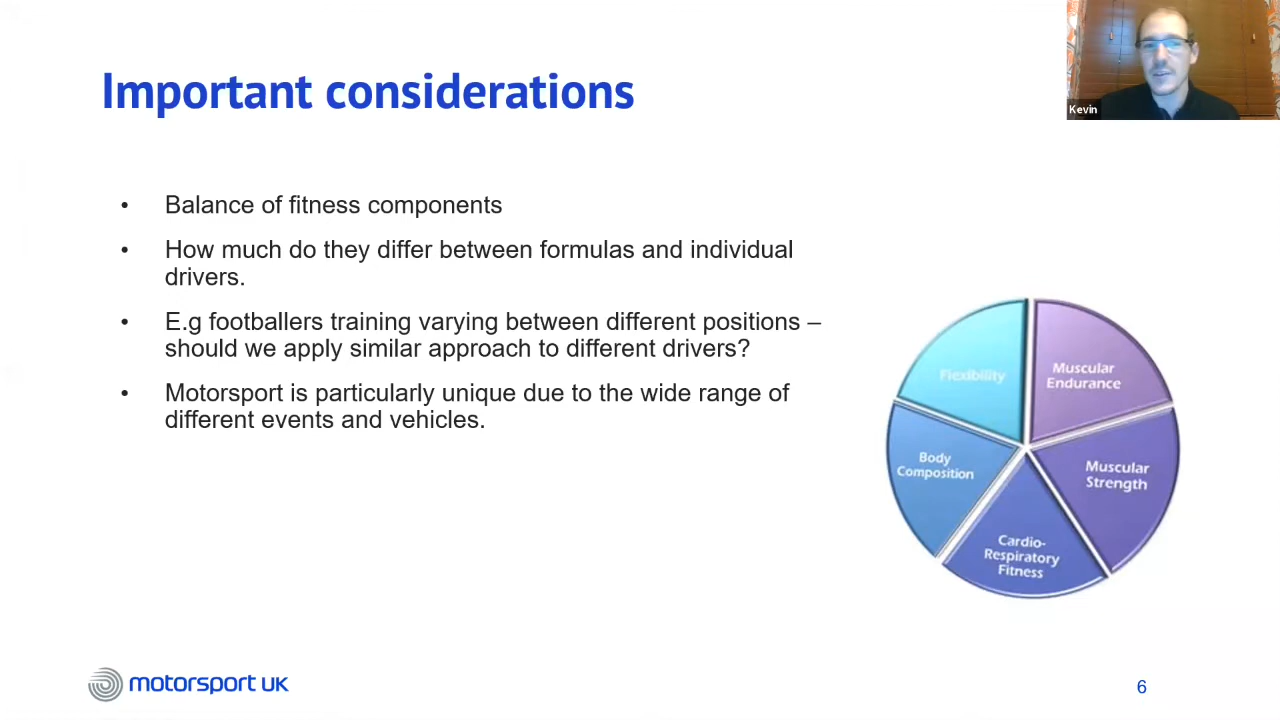 Important considerations
Kevin
• Balance of fitness components
• How much do they differ between formulas and individual
drivers.
• E.g footballers training varying between different positions –
should we apply similar approach to different drivers?
• Motorsport is particularly unique due to the wide range of
different events and vehicles.
Flexibility
Muscular
Endurance
Body
Composition
Muscular
Strength
Cardio-
Respiratory
Fitness
motorsport UK
6